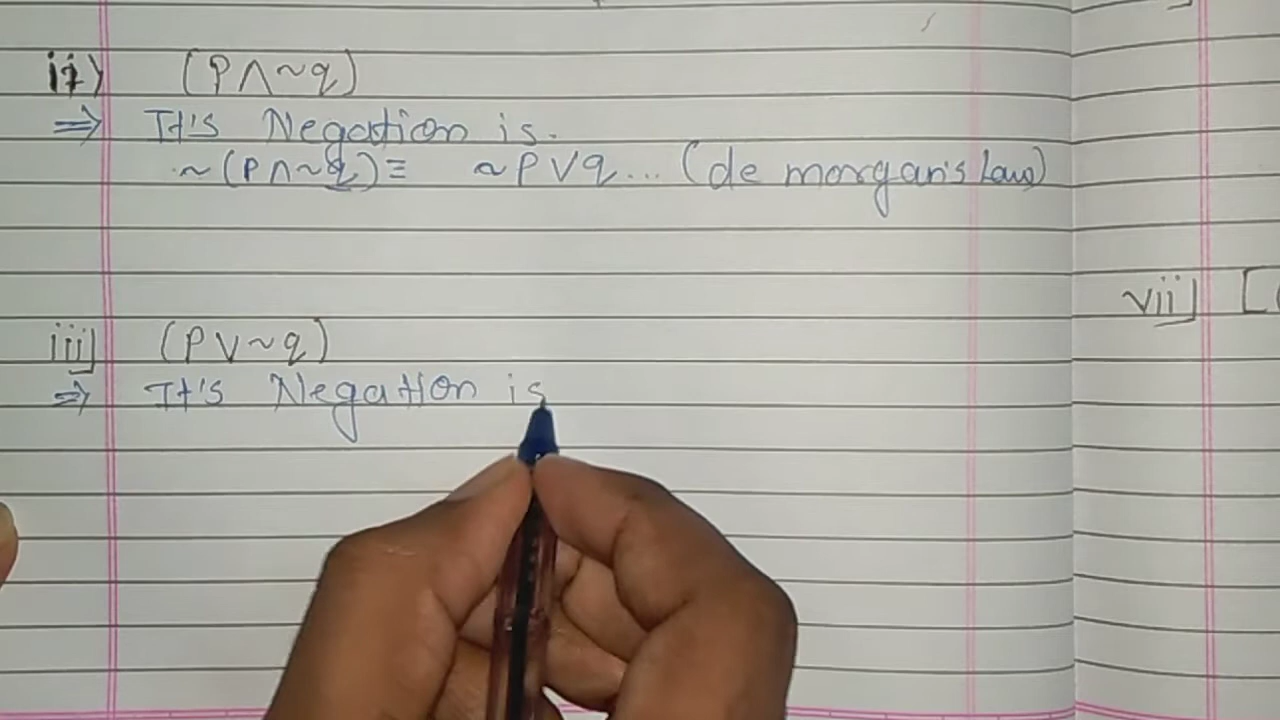 ii) (P∧~q)
⇒ It's Negation is.
~(P∧~q)≡ ~P∨q... (de morgan's Law)
iii] (P∨~q)
⇒ It's Negation is
vii] [